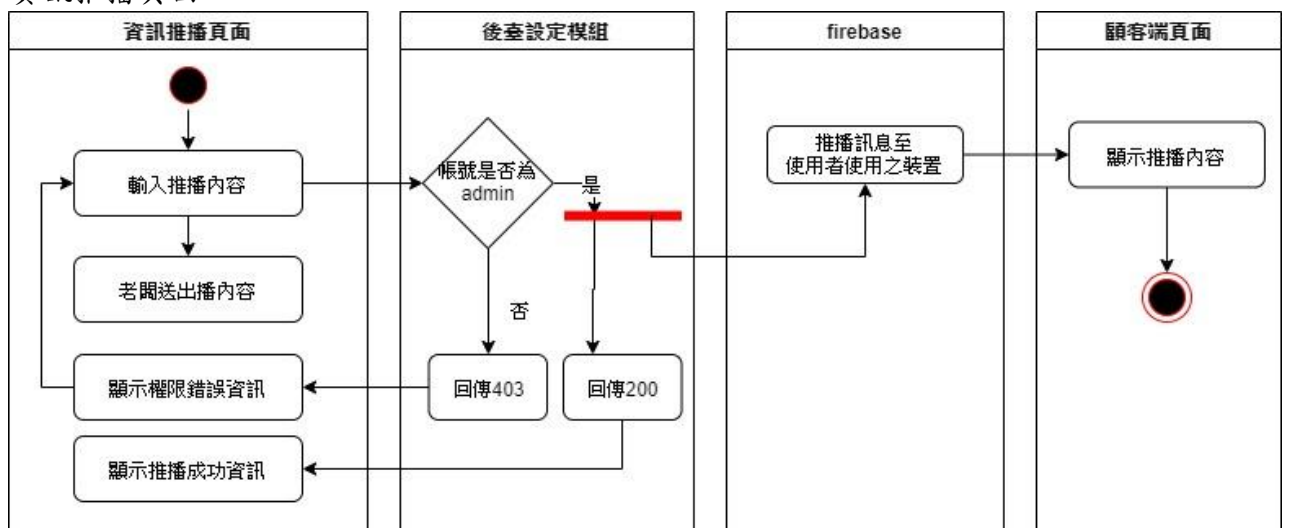 資訊推播頁面
後臺設定模組
firebase
顧客端頁面
輸入推播內容
帳號是否為
admin
是
推播訊息至
使用者使用之裝置
顯示推播內容
老闆送出播內容
否
顯示權限錯誤資訊
回傳403
回傳200
顯示推播成功資訊